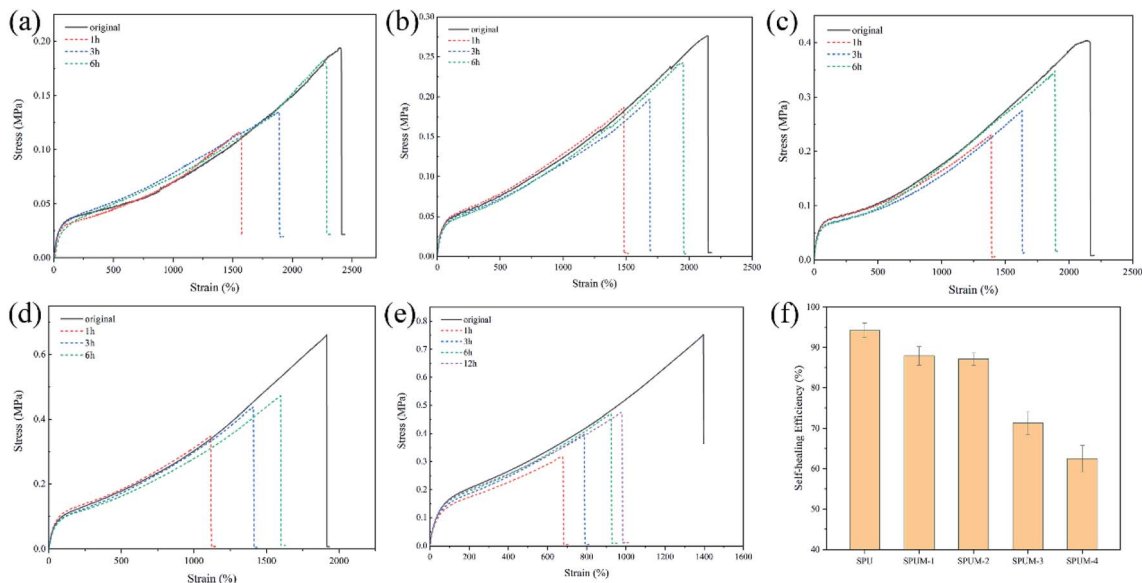 (a)
original
1h
3h
6h
Stress (MPa)
0.20
0.15
0.10
0.05
0.00
0 500 1000 1500 2000 2500
Strain (%)
(b)
original
1h
3h
6h
Stress (MPa)
0.30
0.25
0.20
0.15
0.10
0.05
0.00
0 500 1000 1500 2000 2500
Strain (%)
(c)
original
1h
3h
6h
Stress (MPa)
0.4
0.3
0.2
0.1
0.0
0 500 1000 1500 2000 2500
Strain (%)
(d)
original
1h
3h
6h
Stress (MPa)
0.6
0.4
0.2
0.0
0 500 1000 1500 2000
Strain (%)
(e)
original
1h
3h
6h
12h
Stress (MPa)
0.8
0.7
0.6
0.5
0.4
0.3
0.2
0.1
0.0
0 200 400 600 800 1000 1200 1400 1600
Strain (%)
(f)
Self-healing Efficiency (%)
100
90
80
70
60
50
40
SPU SPUM-1 SPUM-2 SPUM-3 SPUM-4